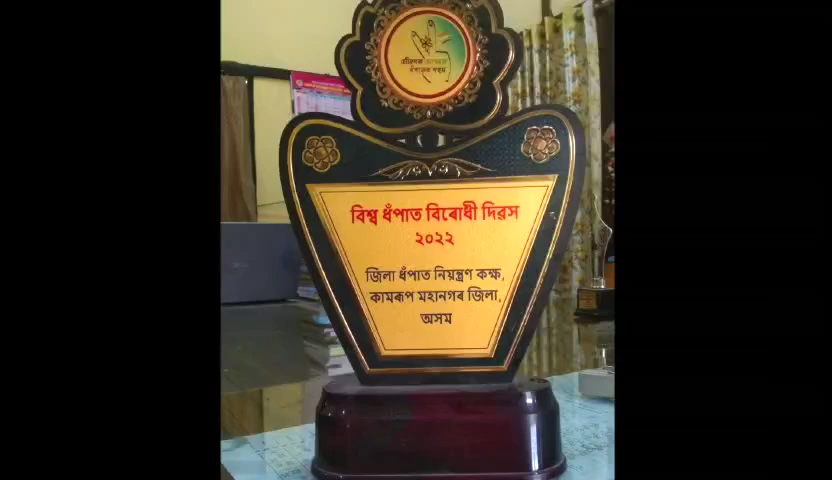 বিশ্ব ধঁপাত বিৰোধী দিৱস
২০২২
জিলা ধঁপাত নিয়ন্ত্ৰণ কক্ষ,
কামৰূপ মহানগৰ জিলা,
অসম